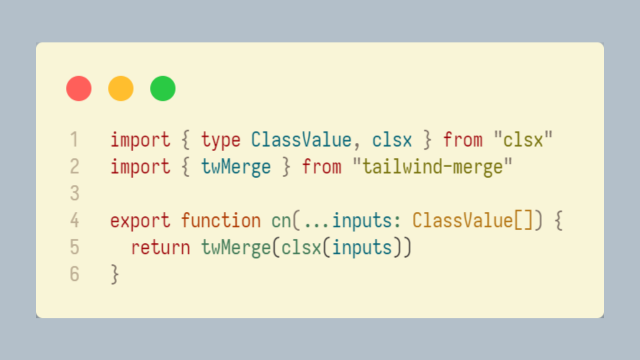 1 import { type ClassValue, clsx } from "clsx"
2 import { twMerge } from "tailwind-merge"
3
4 export function cn(...inputs: ClassValue[]) {
5   return twMerge(clsx(inputs))
6 }